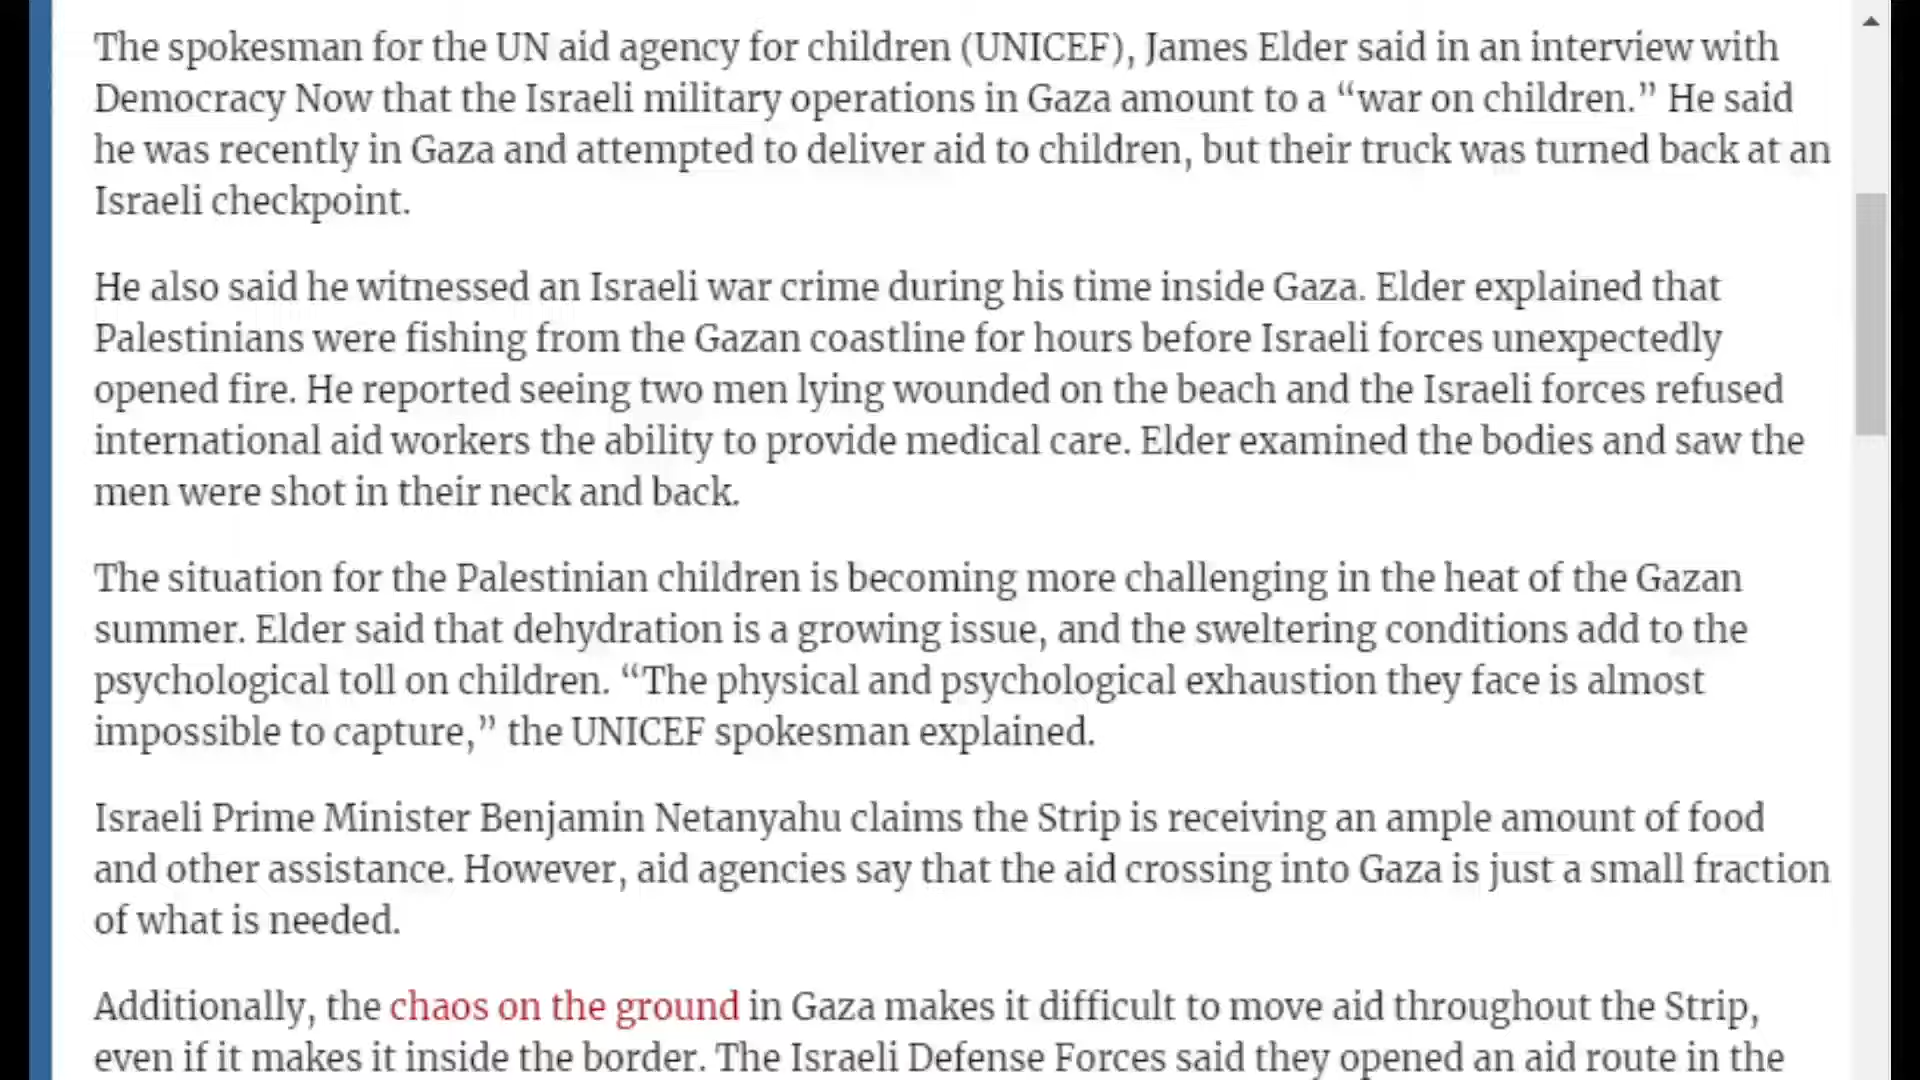 The spokesman for the UN aid agency for children (UNICEF), James Elder said in an interview with
Democracy Now that the Israeli military operations in Gaza amount to a “war on children.” He said
he was recently in Gaza and attempted to deliver aid to children, but their truck was turned back at an
Israeli checkpoint.
He also said he witnessed an Israeli war crime during his time inside Gaza. Elder explained that
Palestinians were fishing from the Gazan coastline for hours before Israeli forces unexpectedly
opened fire. He reported seeing two men lying wounded on the beach and the Israeli forces refused
international aid workers the ability to provide medical care. Elder examined the bodies and saw the
men were shot in their neck and back.
The situation for the Palestinian children is becoming more challenging in the heat of the Gazan
summer. Elder said that dehydration is a growing issue, and the sweltering conditions add to the
psychological toll on children. “The physical and psychological exhaustion they face is almost
impossible to capture,” the UNICEF spokesman explained.
Israeli Prime Minister Benjamin Netanyahu claims the Strip is receiving an ample amount of food
and other assistance. However, aid agencies say that the aid crossing into Gaza is just a small fraction
of what is needed.
Additionally, the chaos on the ground in Gaza makes it difficult to move aid throughout the Strip,
even if it makes it inside the border. The Israeli Defense Forces said they opened an aid route in the